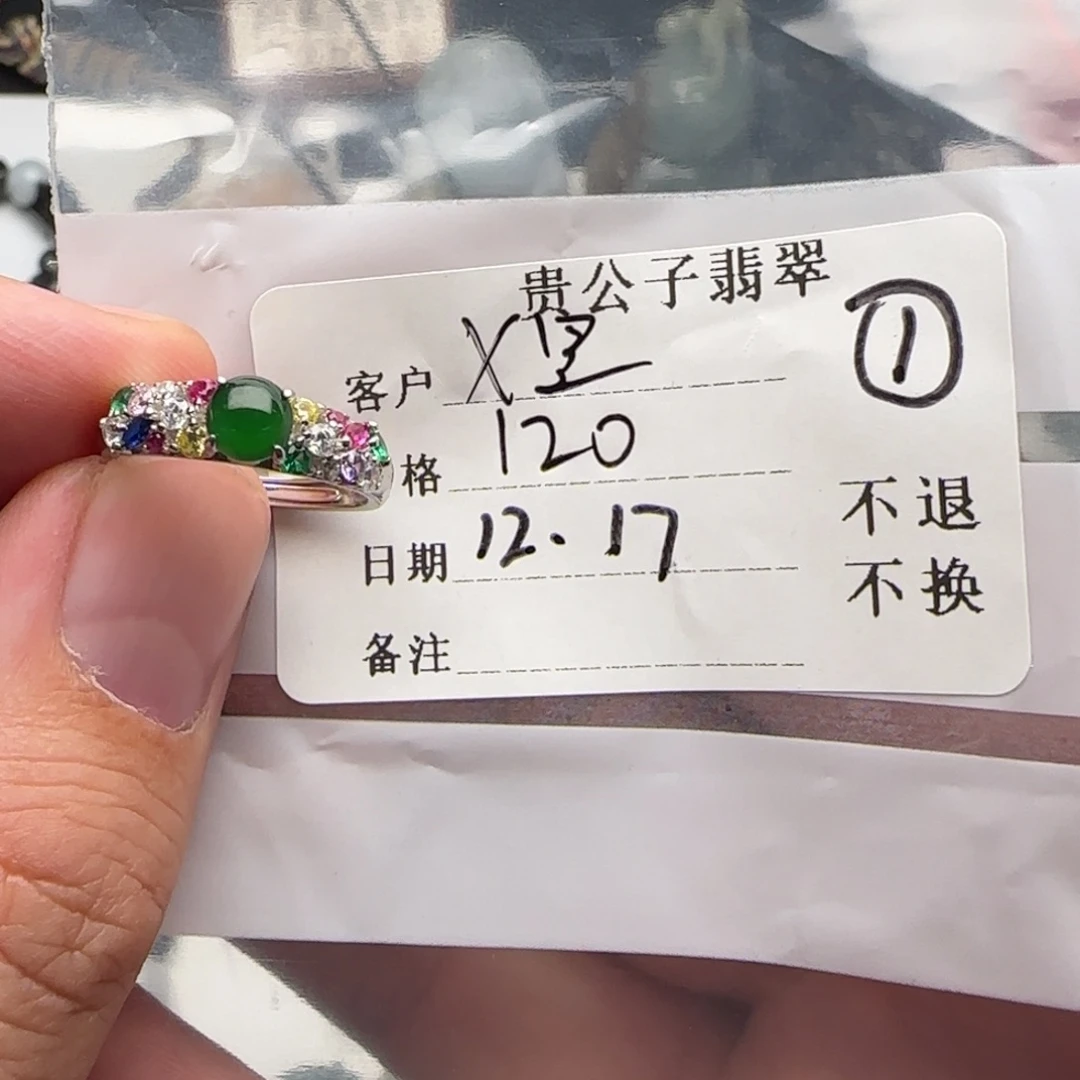 贵公子翡翠
①
客户 X
格 120
日期 12.17
不退
不换
备注